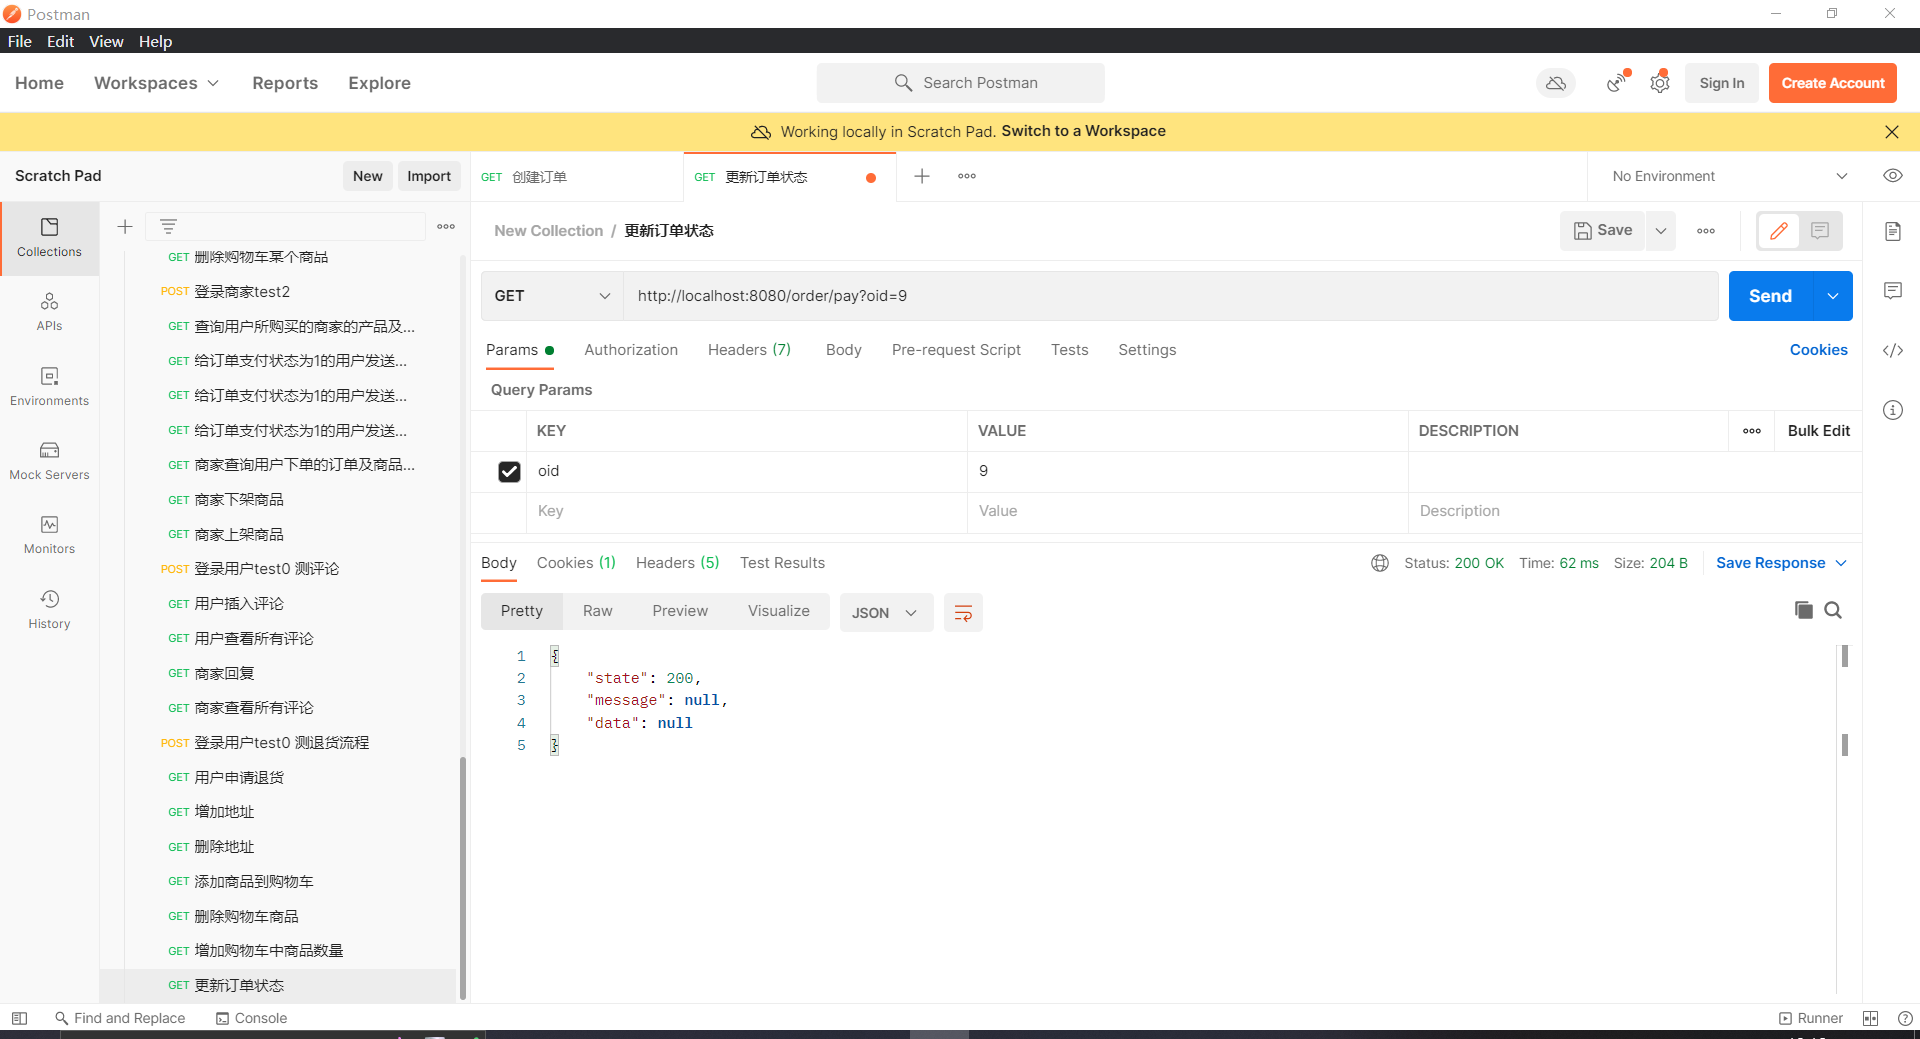 Postman
File Edit View Help
Home Workspaces Reports Explore
Search Postman
Sign In
Create Account
Working locally in Scratch Pad. Switch to a Workspace
Scratch Pad
New
Import
GET 创建订单
GET 更新订单状态
No Environment
Collections
APIs
Environments
Mock Servers
Monitors
History
GET 删除购物车某个商品
POST 登录商家test2
GET 查询用户所购买的商家的产品及...
GET 给订单支付状态为1的用户发送...
GET 给订单支付状态为1的用户发送...
GET 给订单支付状态为1的用户发送...
GET 商家查询用户下单的订单及商品...
GET 商家下架商品
GET 商家上架商品
POST 登录用户test0 测评论
GET 用户插入评论
GET 用户查看所有评论
GET 商家回复
GET 商家查看所有评论
POST 登录用户test0 测退货流程
GET 用户申请退货
GET 增加地址
GET 删除地址
GET 添加商品到购物车
GET 删除购物车商品
GET 增加购物车中商品数量
GET 更新订单状态
New Collection / 更新订单状态
Save
GET http://localhost:8080/order/pay?oid=9
Send
Params Authorization Headers (7) Body Pre-request Script Tests Settings
Cookies
Query Params
KEY VALUE DESCRIPTION
Bulk Edit
oid 9
Key Value Description
Body Cookies (1) Headers (5) Test Results
Status: 200 OK Time: 62 ms Size: 204 B
Save Response
Pretty Raw Preview Visualize
JSON
1 {
2 "state": 200,
3 "message": null,
4 "data": null
5 }
Find and Replace
Console
Runner